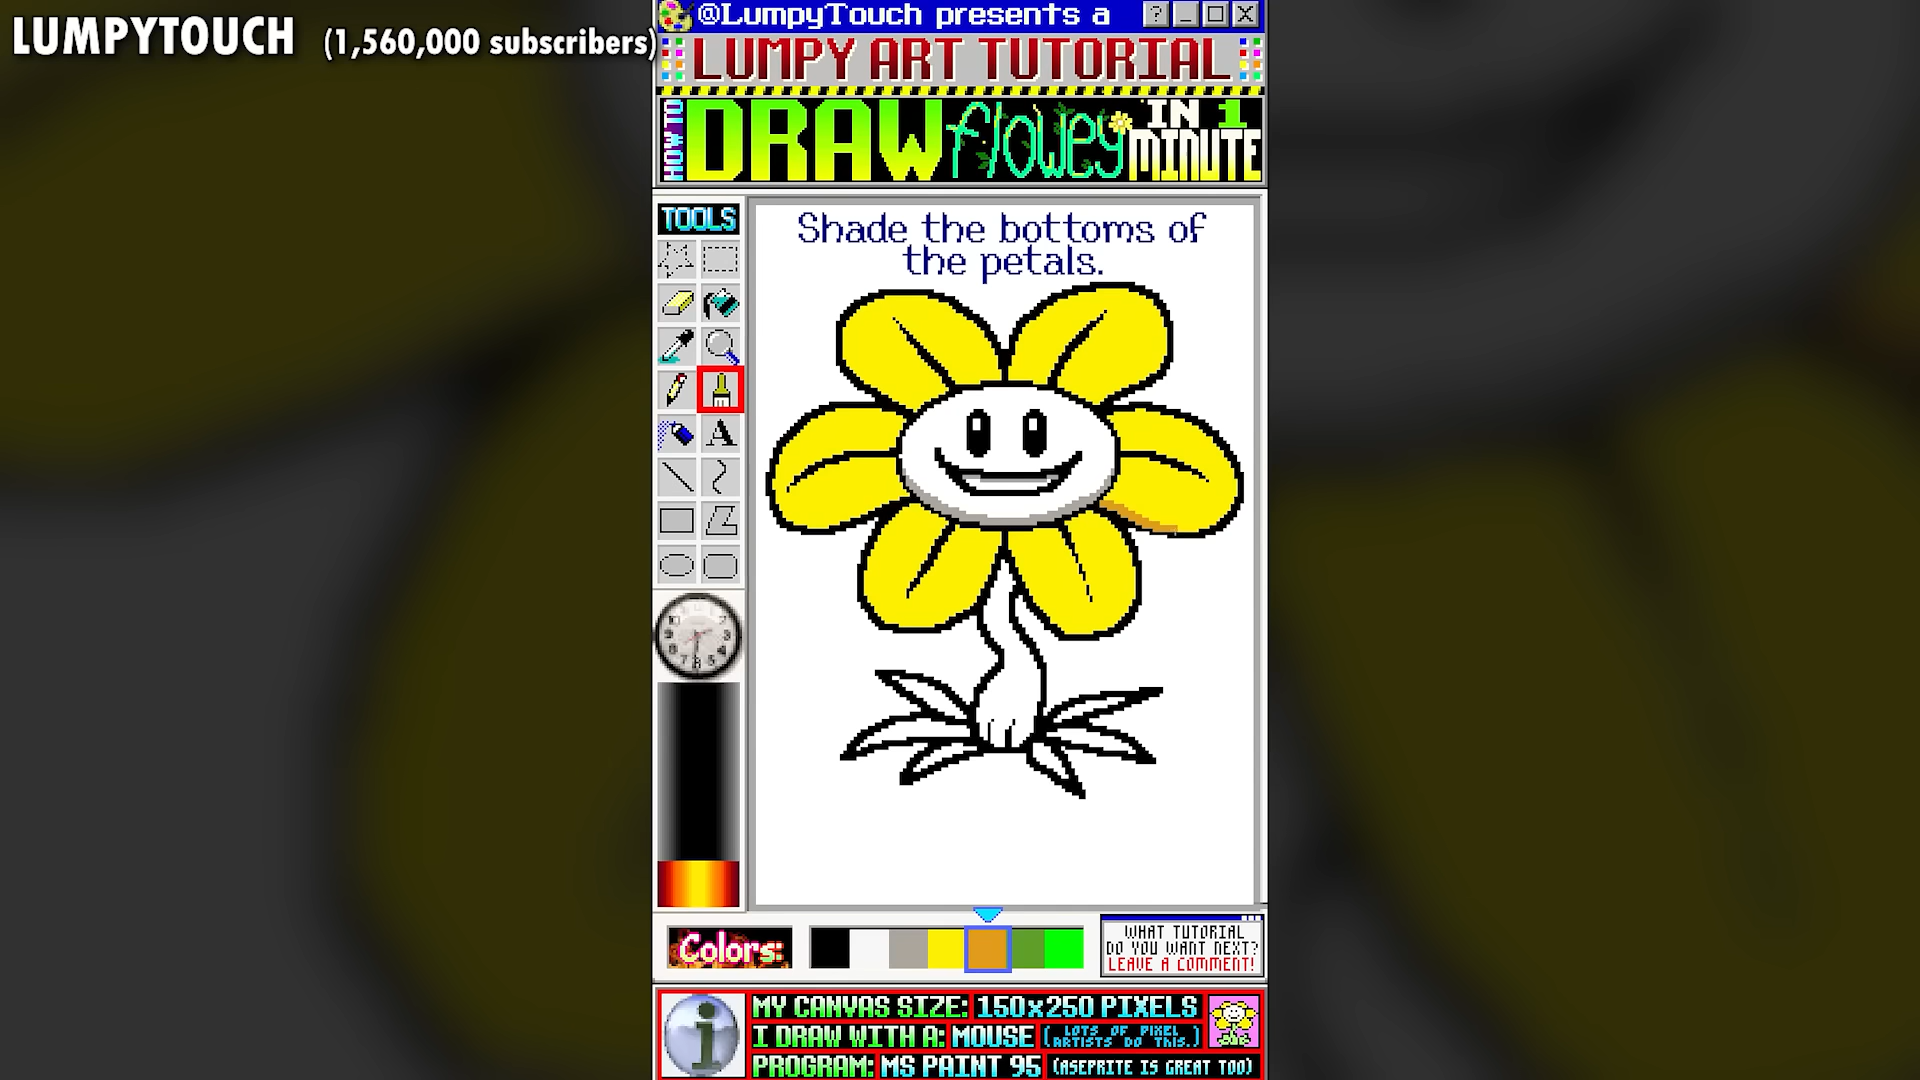 LUMPYTOUCH (1,560,000 subscribers)
@LumpyTouch presents a
LUMPY ART TUTORIAL
HOW TO DRAW flowey IN 1 MINUTE
TOOLS
Shade the bottoms of
the petals.
A
Colors:
WHAT TUTORIAL
DO YOU WANT NEXT?
LEAVE A COMMENT!
MY CANVAS SIZE: 150x250 PIXELS
I DRAW WITH A: MOUSE (LOTS OF PIXEL ARTISTS DO THIS.)
PROGRAM: MS PAINT 95 (ASEPRITE IS GREAT TOO)